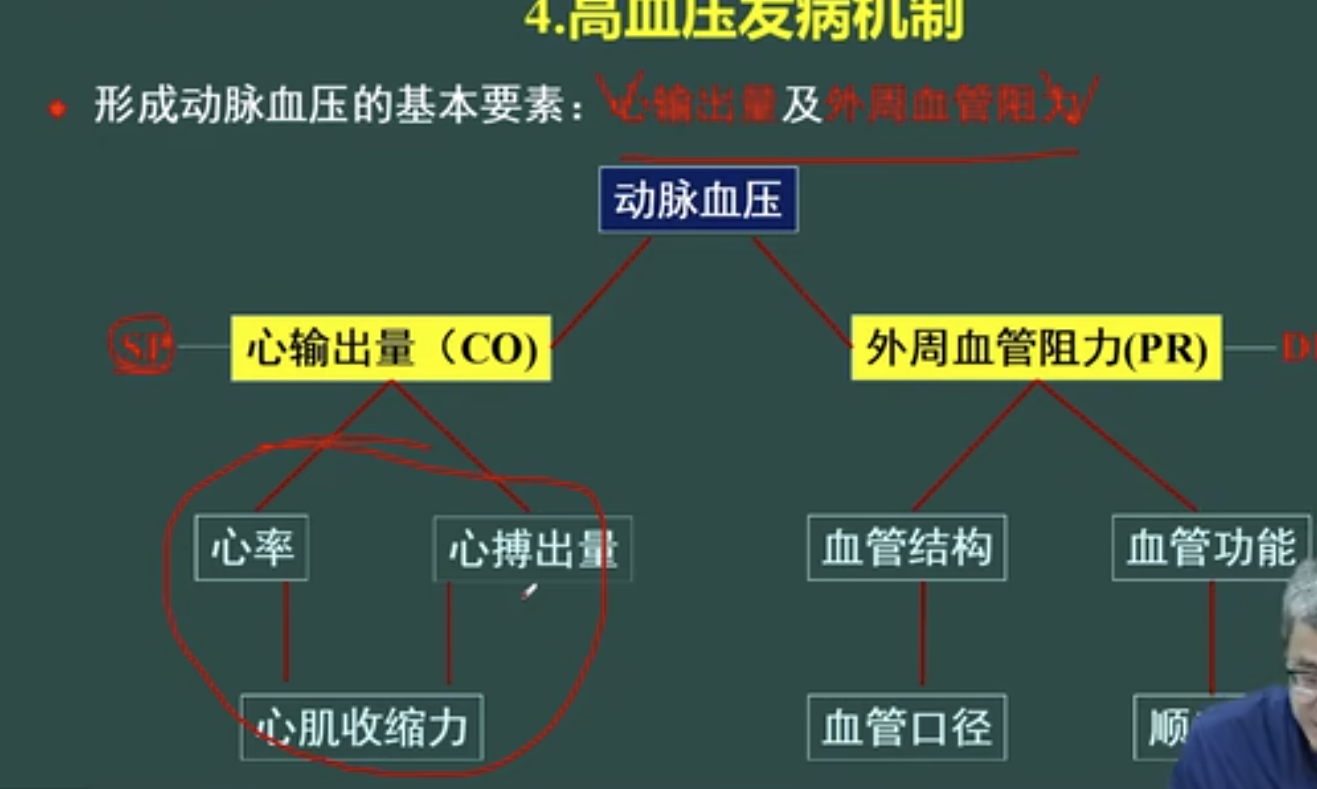 4.高血压发病机制
形成动脉血压的基本要素：心输出量及外周血管阻力
动脉血压
心输出量（CO）
外周血管阻力(PR)
心率
心搏出量
血管结构
血管功能
心肌收缩力
血管口径
顺